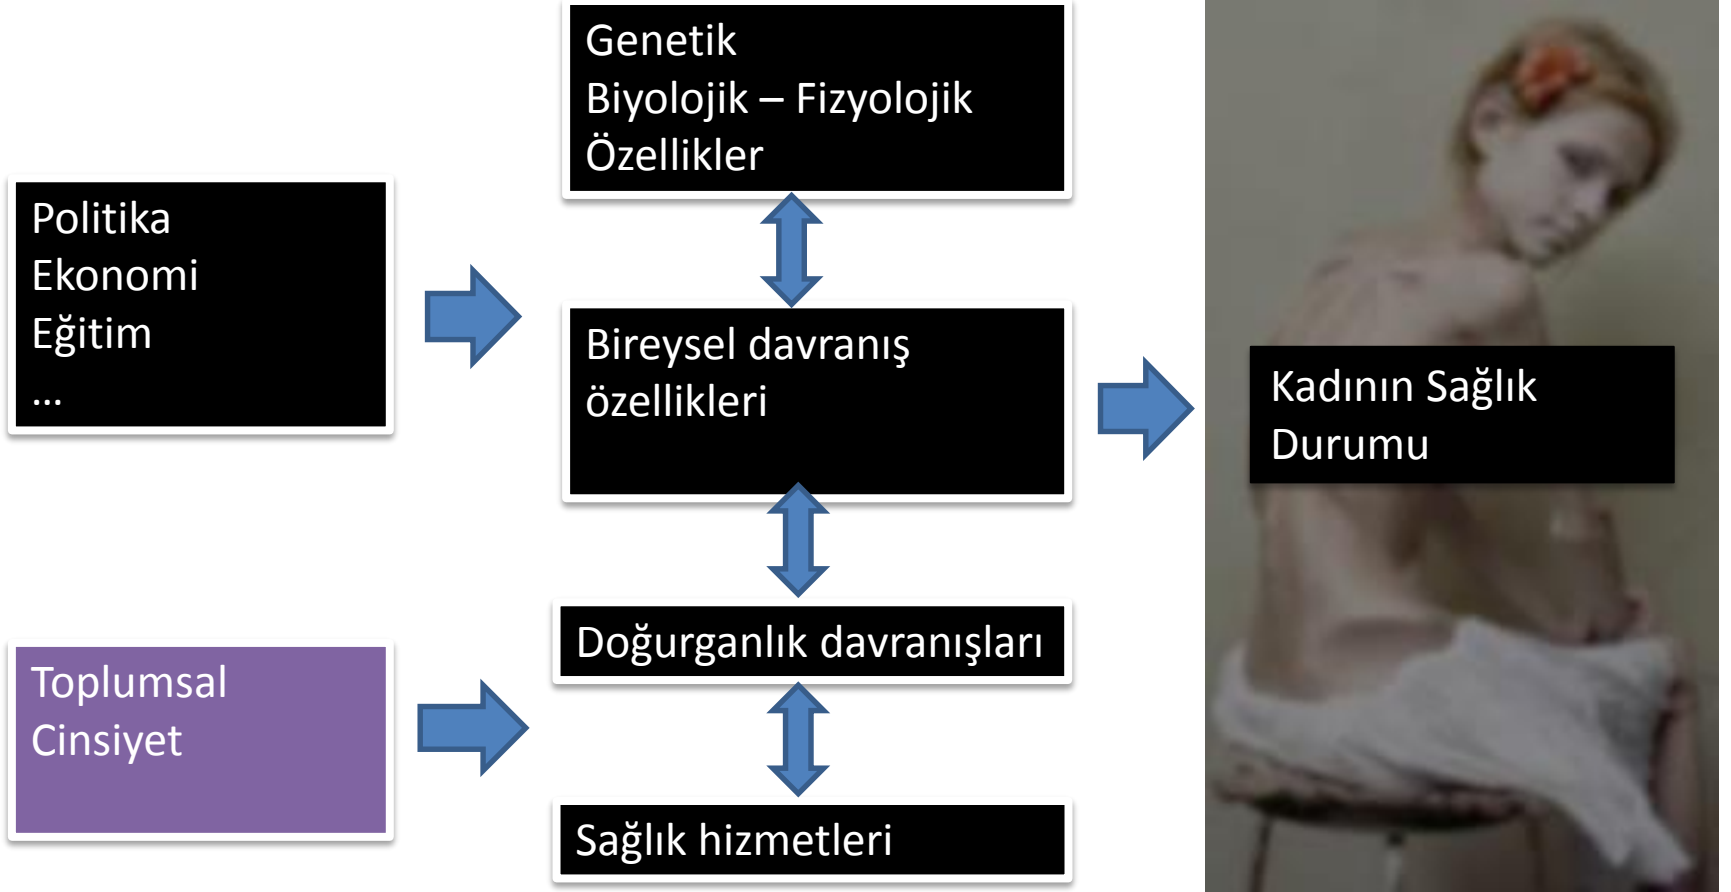 Genetik
Biyolojik – Fizyolojik
Özellikler
Politika
Ekonomi
Eğitim
...
Bireysel davranış
özellikleri
Kadının Sağlık
Durumu
Doğurganlık davranışları
Toplumsal
Cinsiyet
Sağlık hizmetleri